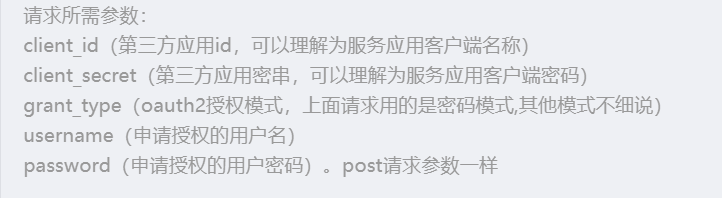 请求所需参数：
client_id（第三方应用id，可以理解为服务应用客户端名称）
client_secret（第三方应用密串，可以理解为服务应用客户端密码）
grant_type（oauth2授权模式，上面请求用的是密码模式,其他模式不细说）
username（申请授权的用户名）
password（申请授权的用户密码）。post请求参数一样